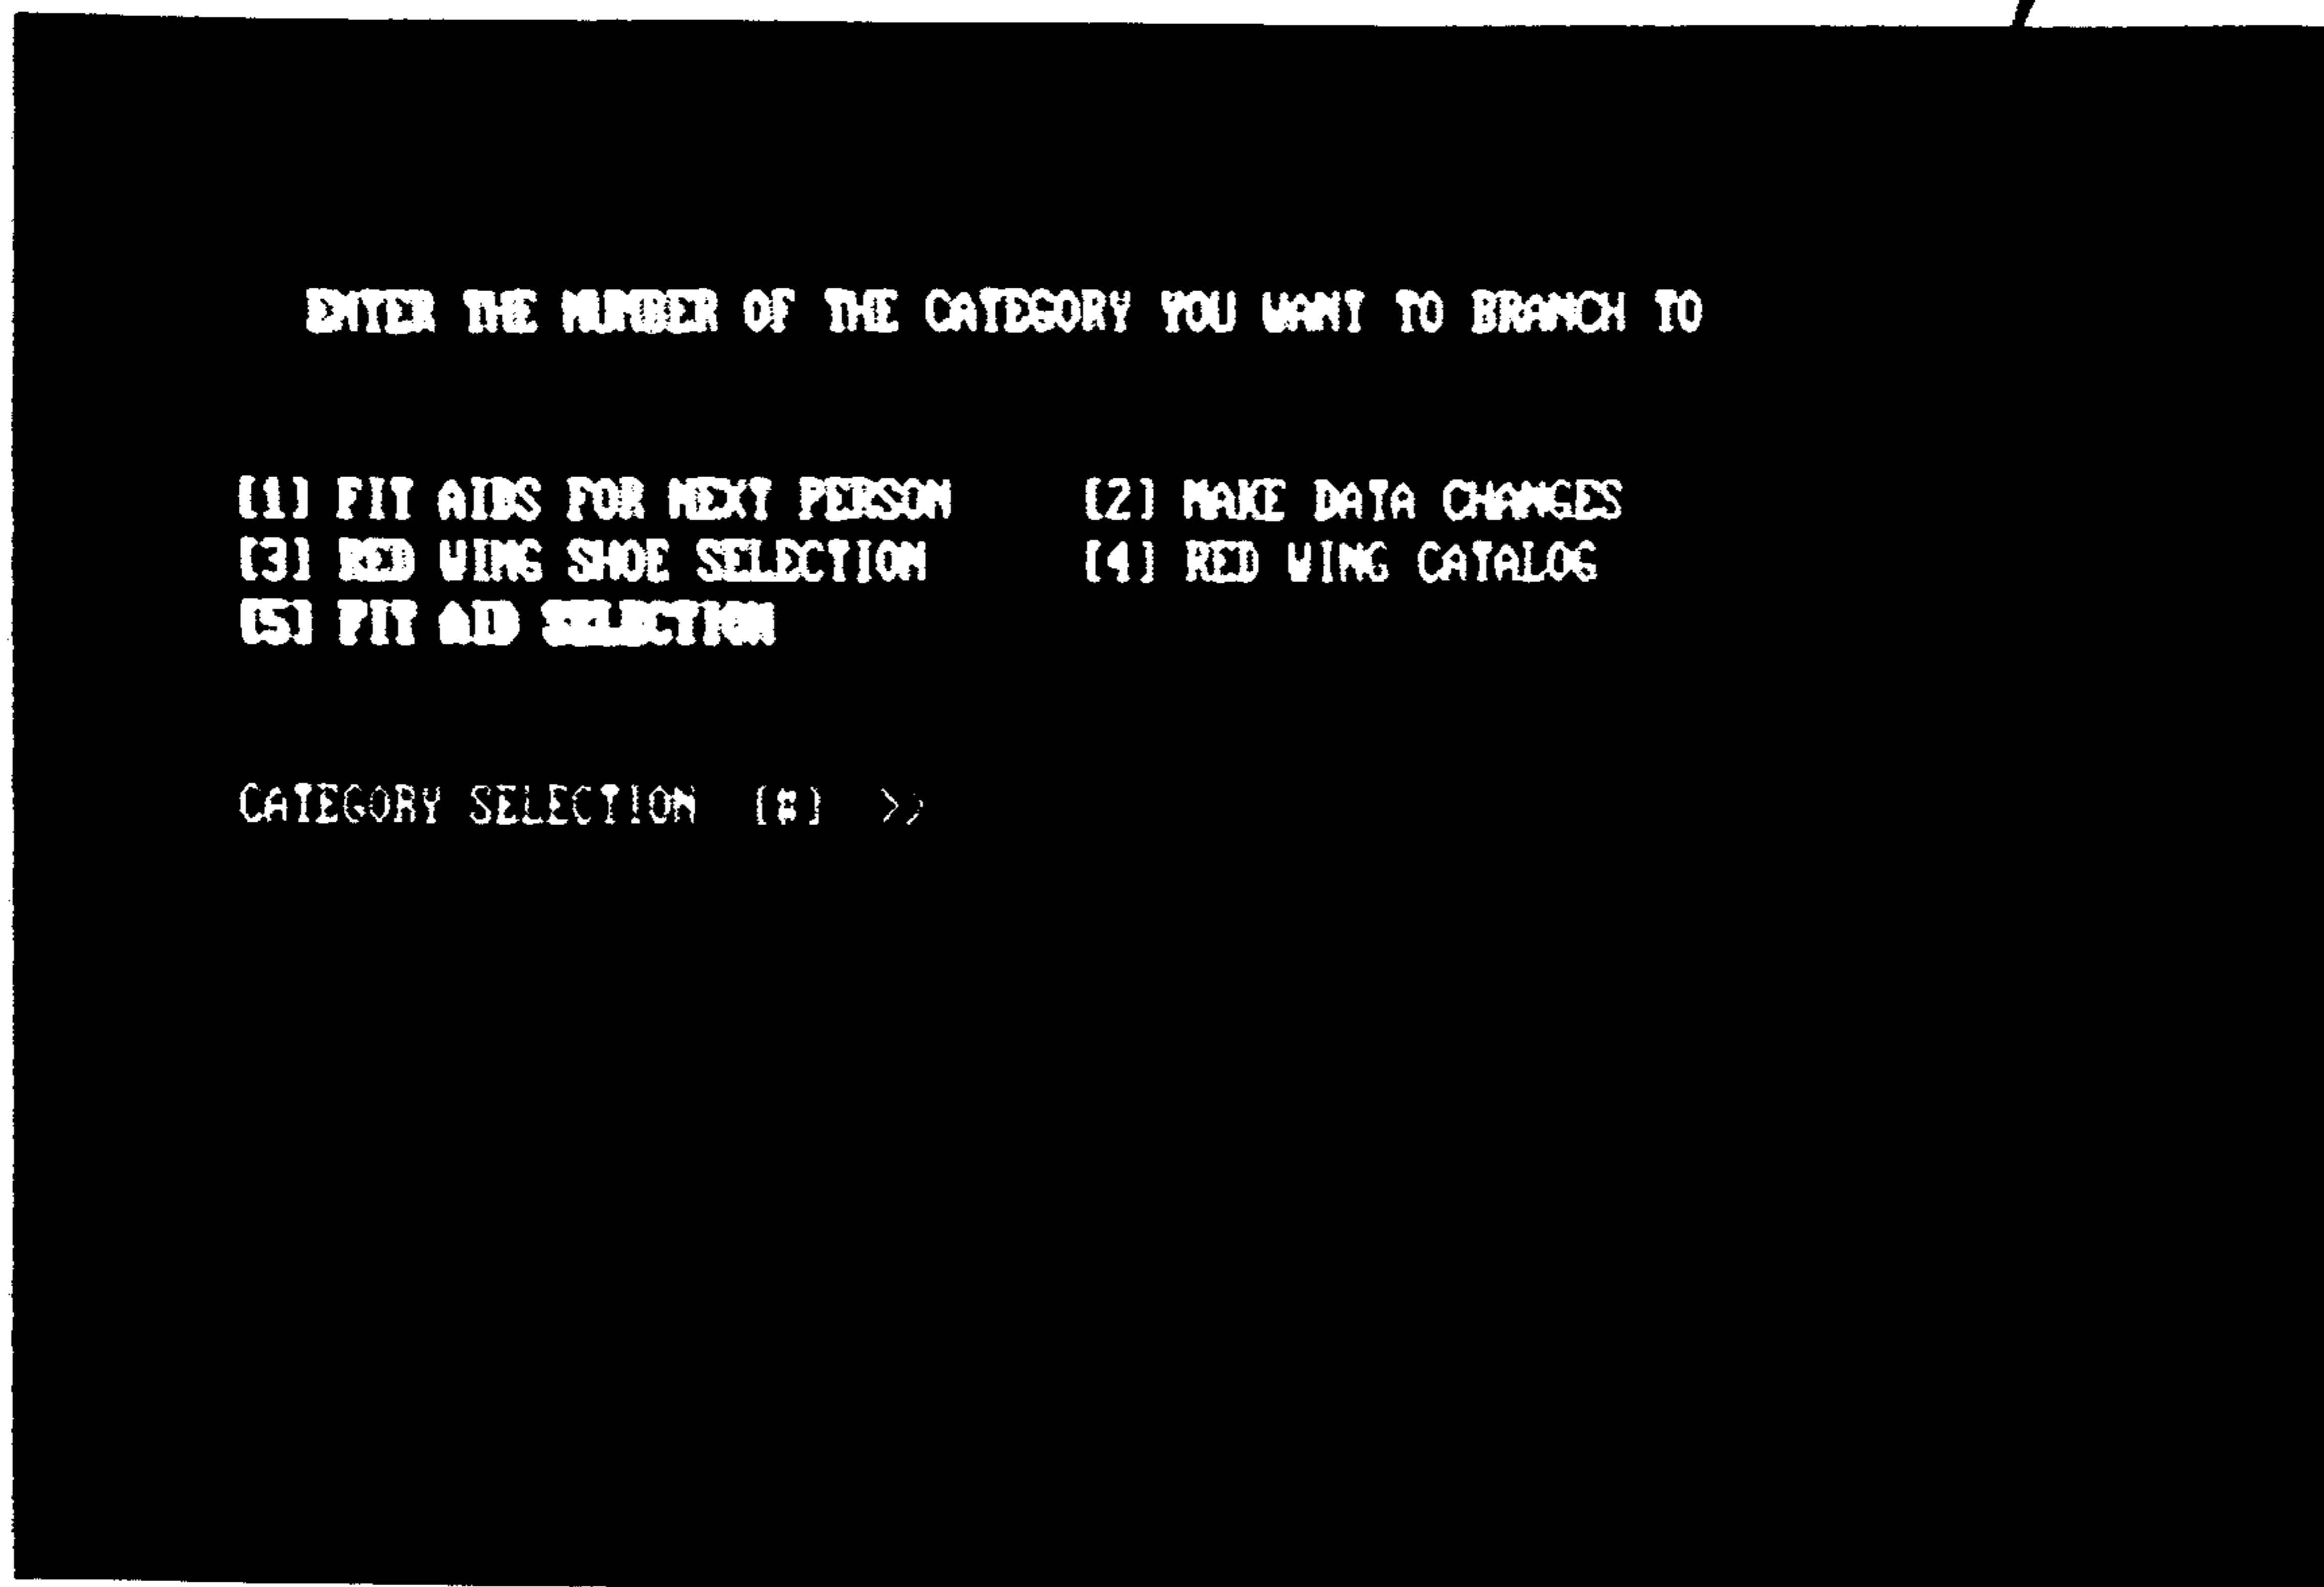 ENTER THE NUMBER OF THE CATEGORY YOU WANT TO BRANCH TO
[1] FIT AIDS FOR NEXT PERSON [2] MAKE DATA CHANGES
[3] RED WING SHOE SELECTION [4] RED WING CATALOG
[5] FIT AID SELECTION
CATEGORY SELECTION [#] >>